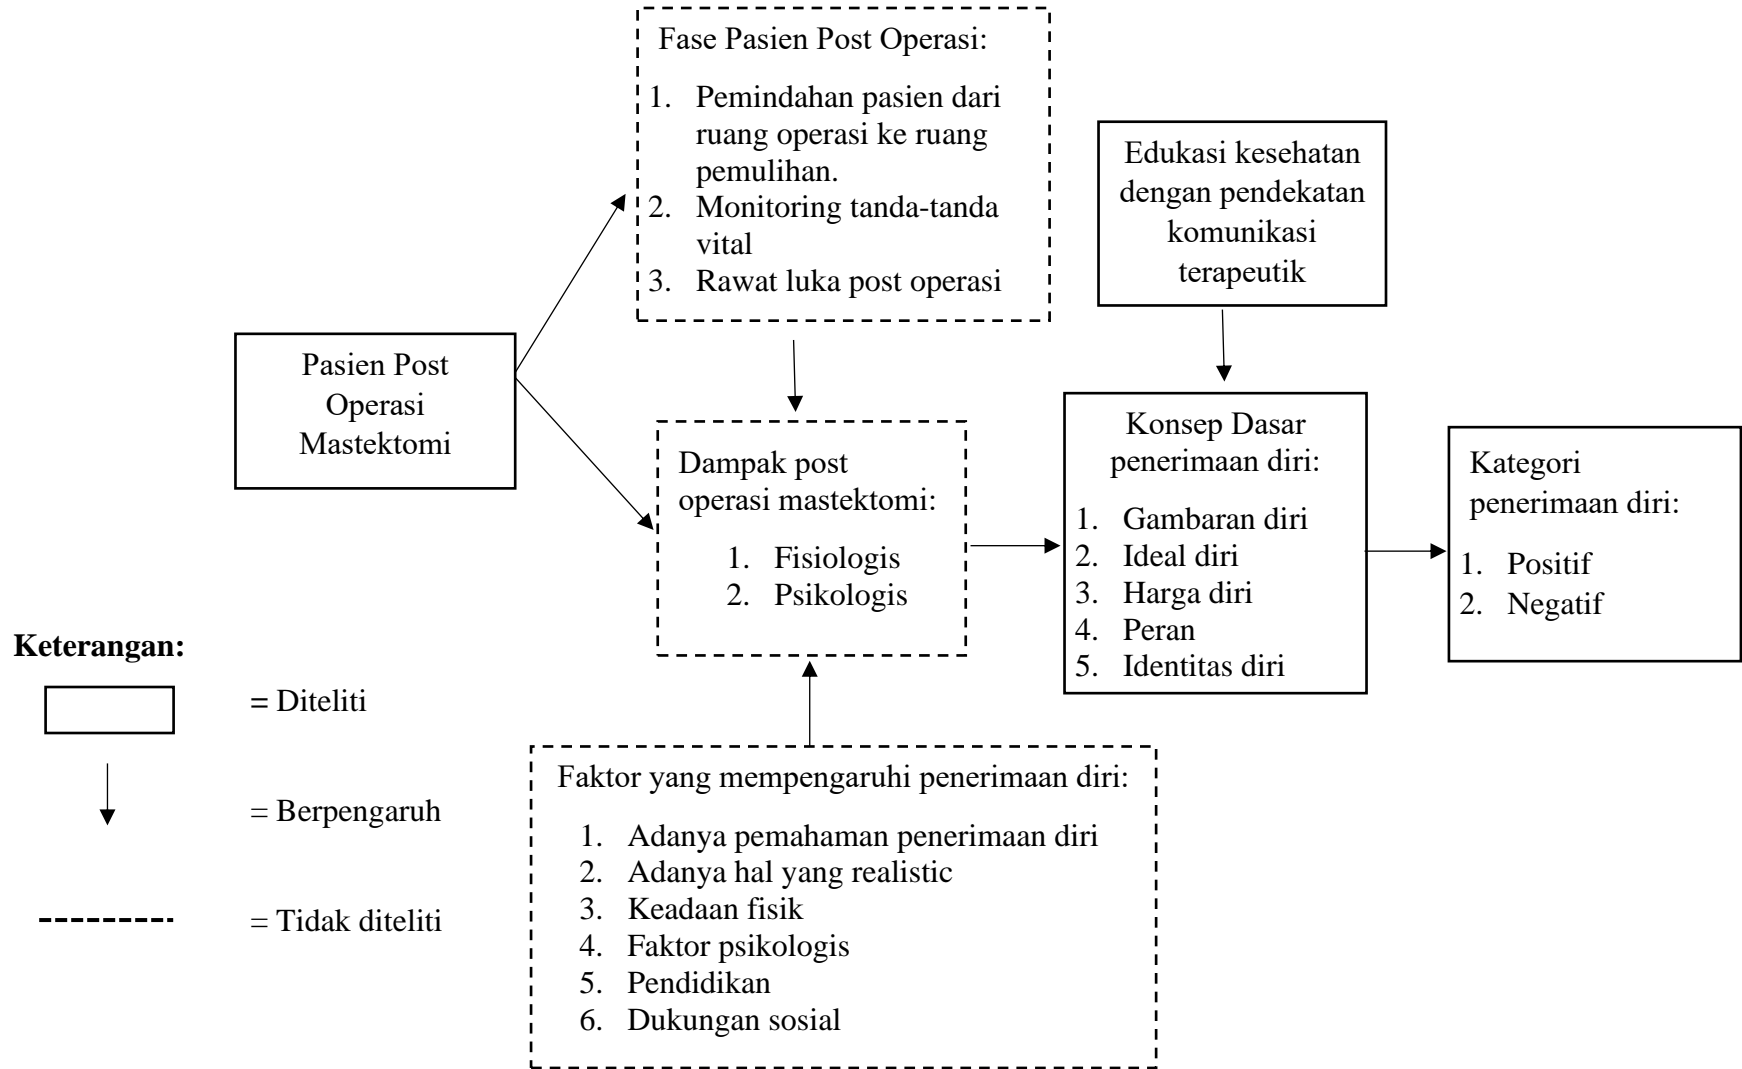 Fase Pasien Post Operasi:
1. Pemindahan pasien dari
ruang operasi ke ruang
pemulihan.
2. Monitoring tanda-tanda
vital
3. Rawat luka post operasi
Edukasi kesehatan
dengan pendekatan
komunikasi
terapeutik
Pasien Post
Operasi
Mastektomi
Dampak post
operasi mastektomi:
1. Fisiologis
2. Psikologis
Konsep Dasar
penerimaan diri:
1. Gambaran diri
2. Ideal diri
3. Harga diri
4. Peran
5. Identitas diri
Kategori
penerimaan diri:
1. Positif
2. Negatif
Keterangan:
= Diteliti
= Berpengaruh
= Tidak diteliti
Faktor yang mempengaruhi penerimaan diri:
1. Adanya pemahaman penerimaan diri
2. Adanya hal yang realistic
3. Keadaan fisik
4. Faktor psikologis
5. Pendidikan
6. Dukungan sosial